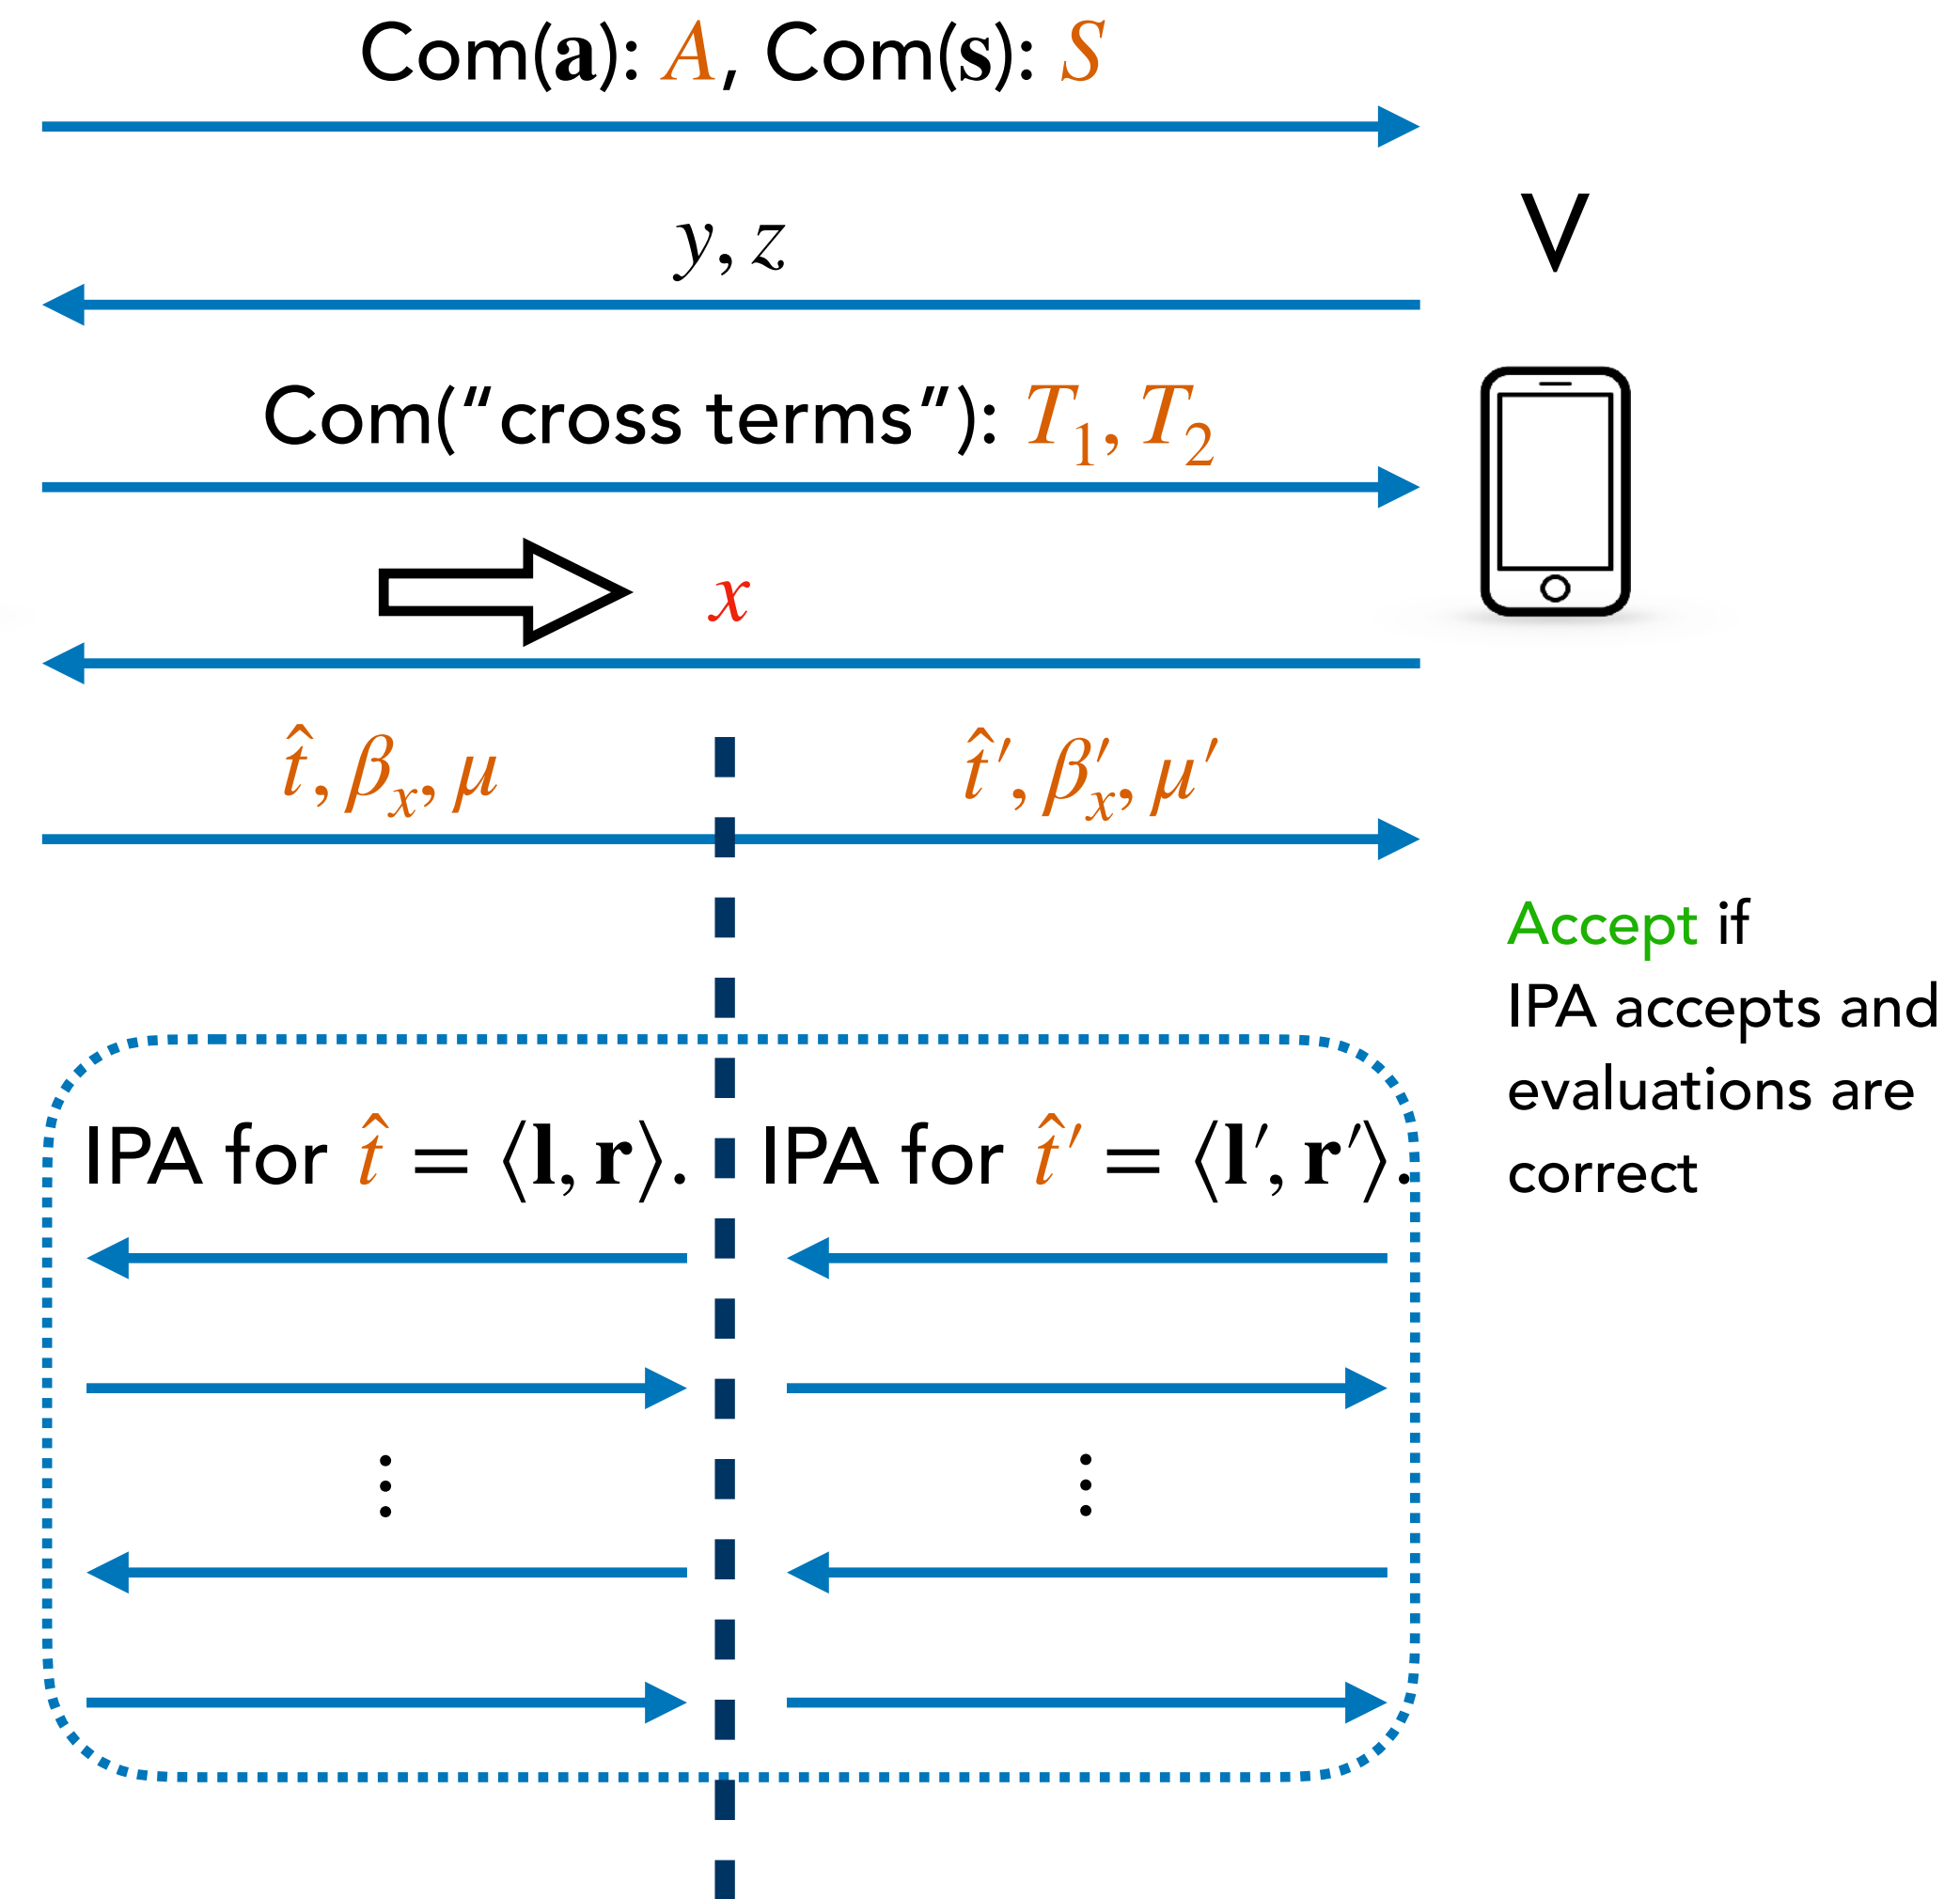 Com(a): A, Com(s): S
y, z
V
Com("cross terms"): T₁, T₂
x
t̂, βₓ, μ
t̂′, β′ₓ, μ′
Accept if
IPA accepts and
evaluations are
correct
IPA for t̂ = ⟨l, r⟩.
IPA for t̂′ = ⟨l′, r′⟩.
⋮
⋮